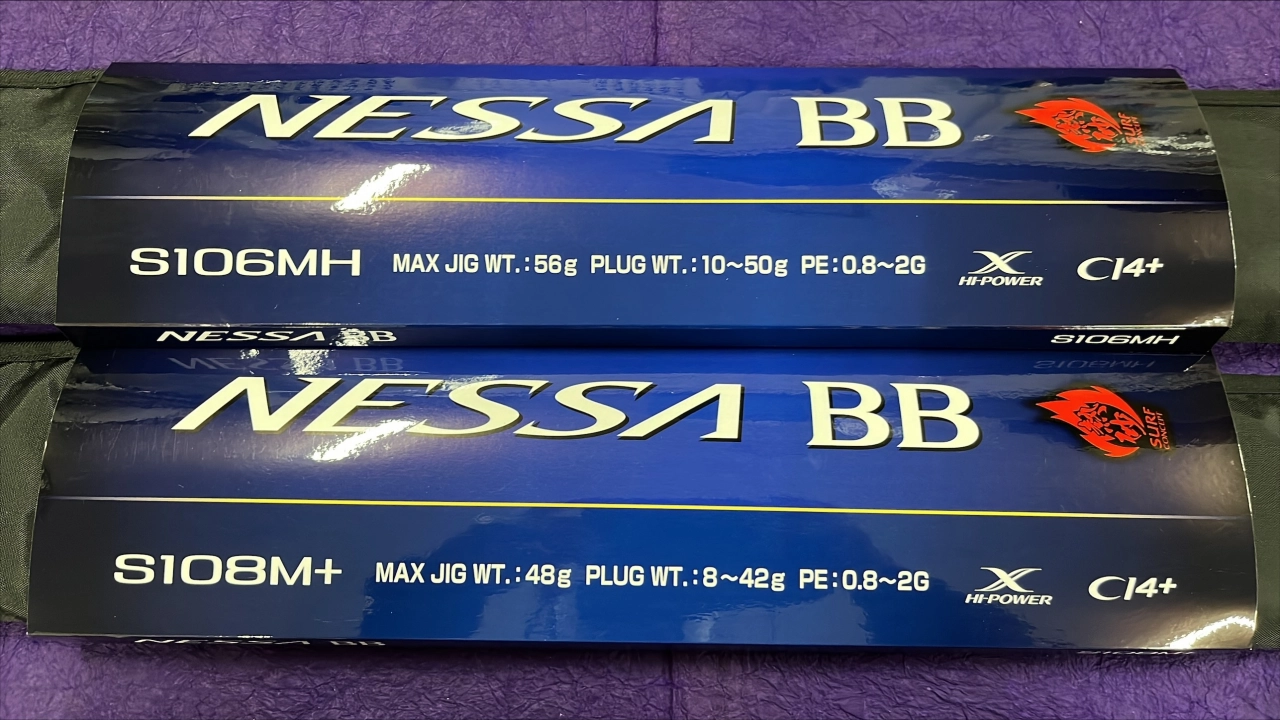 NESSA BB
SURF
CONCEPT
S106MH MAX JIG WT.:56g PLUG WT.:10~50g PE:0.8~2G X HI-POWER CI4+
NESSA BB S106MH
NESSA BB
SURF
CONCEPT
S108M+ MAX JIG WT.:48g PLUG WT.:8~42g PE:0.8~2G X HI-POWER CI4+
NESSA BB